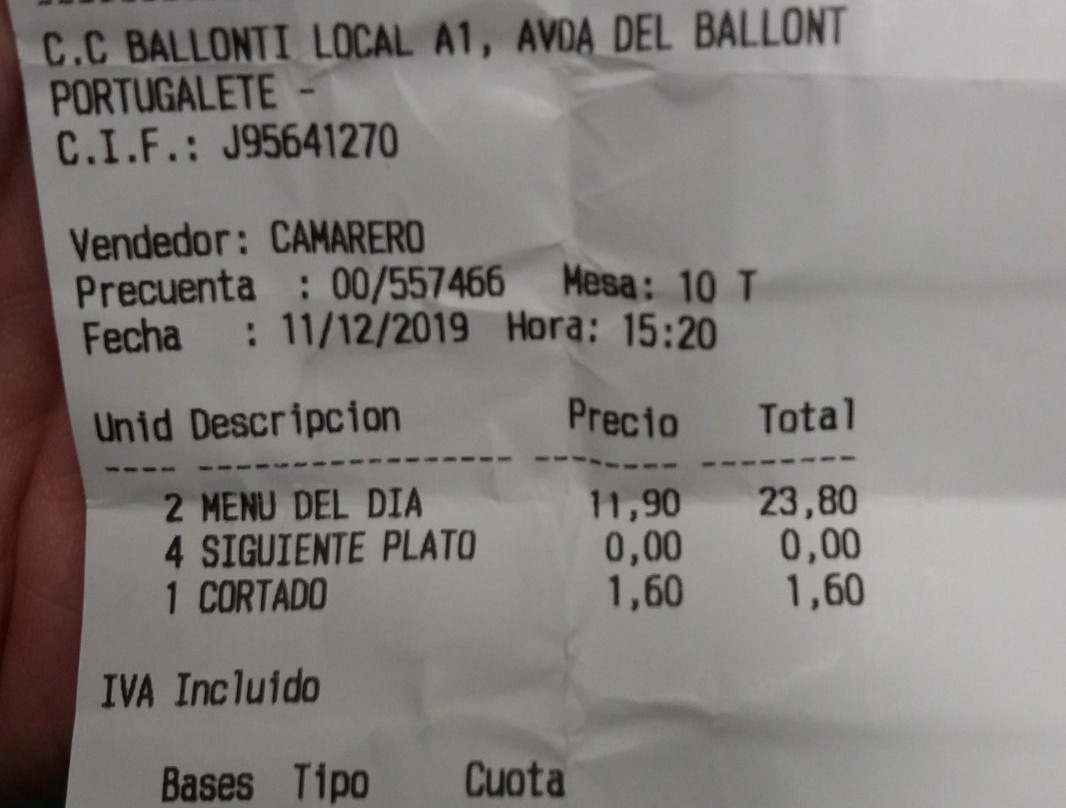 C.C BALLONTI LOCAL A1, AVDA DEL BALLONT
PORTUGALETE -
C.I.F.: J95641270
Vendedor: CAMARERO
Precuenta : 00/557466 Mesa: 10 T
Fecha : 11/12/2019 Hora: 15:20
Unid Descripcion Precio Total
---- ----------------- -------- ---------
2 MENU DEL DIA 11,90 23,80
4 SIGUIENTE PLATO 0,00 0,00
1 CORTADO 1,60 1,60
IVA Incluido
Bases Tipo Cuota